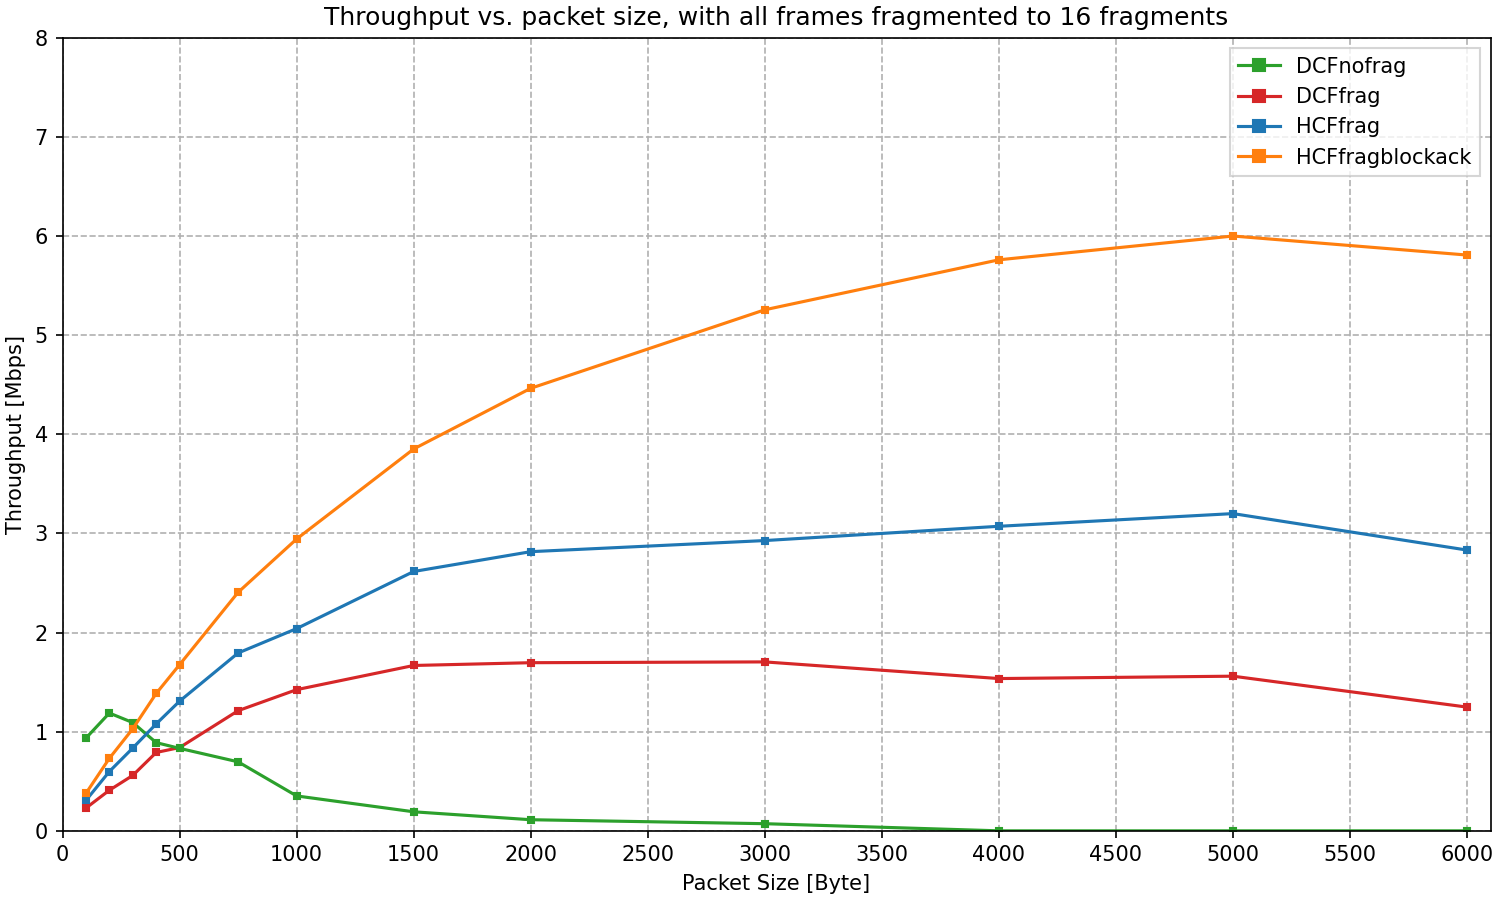 Throughput vs. packet size, with all frames fragmented to 16 fragments
8
7
6
5
4
3
2
1
0
Throughput [Mbps]
DCFnofrag
DCFfrag
HCFfrag
HCFfragblockack
0 500 1000 1500 2000 2500 3000 3500 4000 4500 5000 5500 6000
Packet Size [Byte]